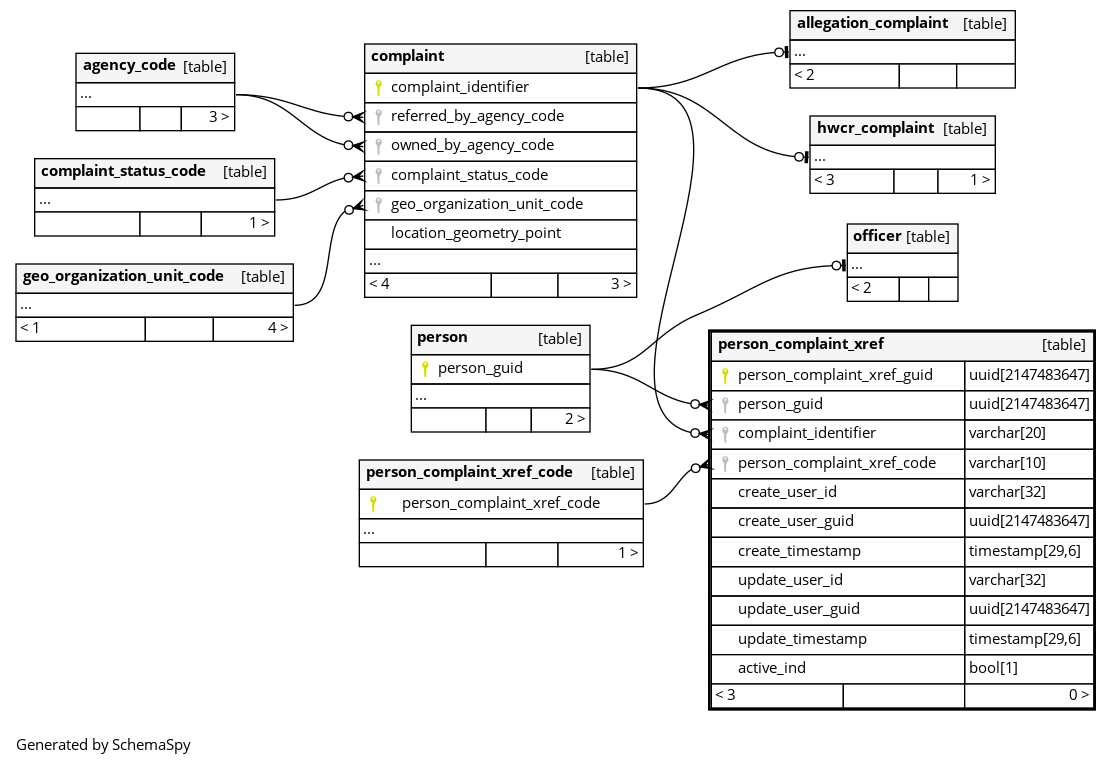 agency_code [table]
...
3 >
complaint_status_code [table]
...
1 >
geo_organization_unit_code [table]
...
< 1 4 >
complaint [table]
complaint_identifier
referred_by_agency_code
owned_by_agency_code
complaint_status_code
geo_organization_unit_code
location_geometry_point
...
< 4 3 >
person [table]
person_guid
...
2 >
person_complaint_xref_code [table]
person_complaint_xref_code
...
1 >
allegation_complaint [table]
...
< 2
hwcr_complaint [table]
...
< 3 1 >
officer [table]
...
< 2
person_complaint_xref [table]
person_complaint_xref_guid uuid[2147483647]
person_guid uuid[2147483647]
complaint_identifier varchar[20]
person_complaint_xref_code varchar[10]
create_user_id varchar[32]
create_user_guid uuid[2147483647]
create_timestamp timestamp[29,6]
update_user_id varchar[32]
update_user_guid uuid[2147483647]
update_timestamp timestamp[29,6]
active_ind bool[1]
< 3 0 >
Generated by SchemaSpy